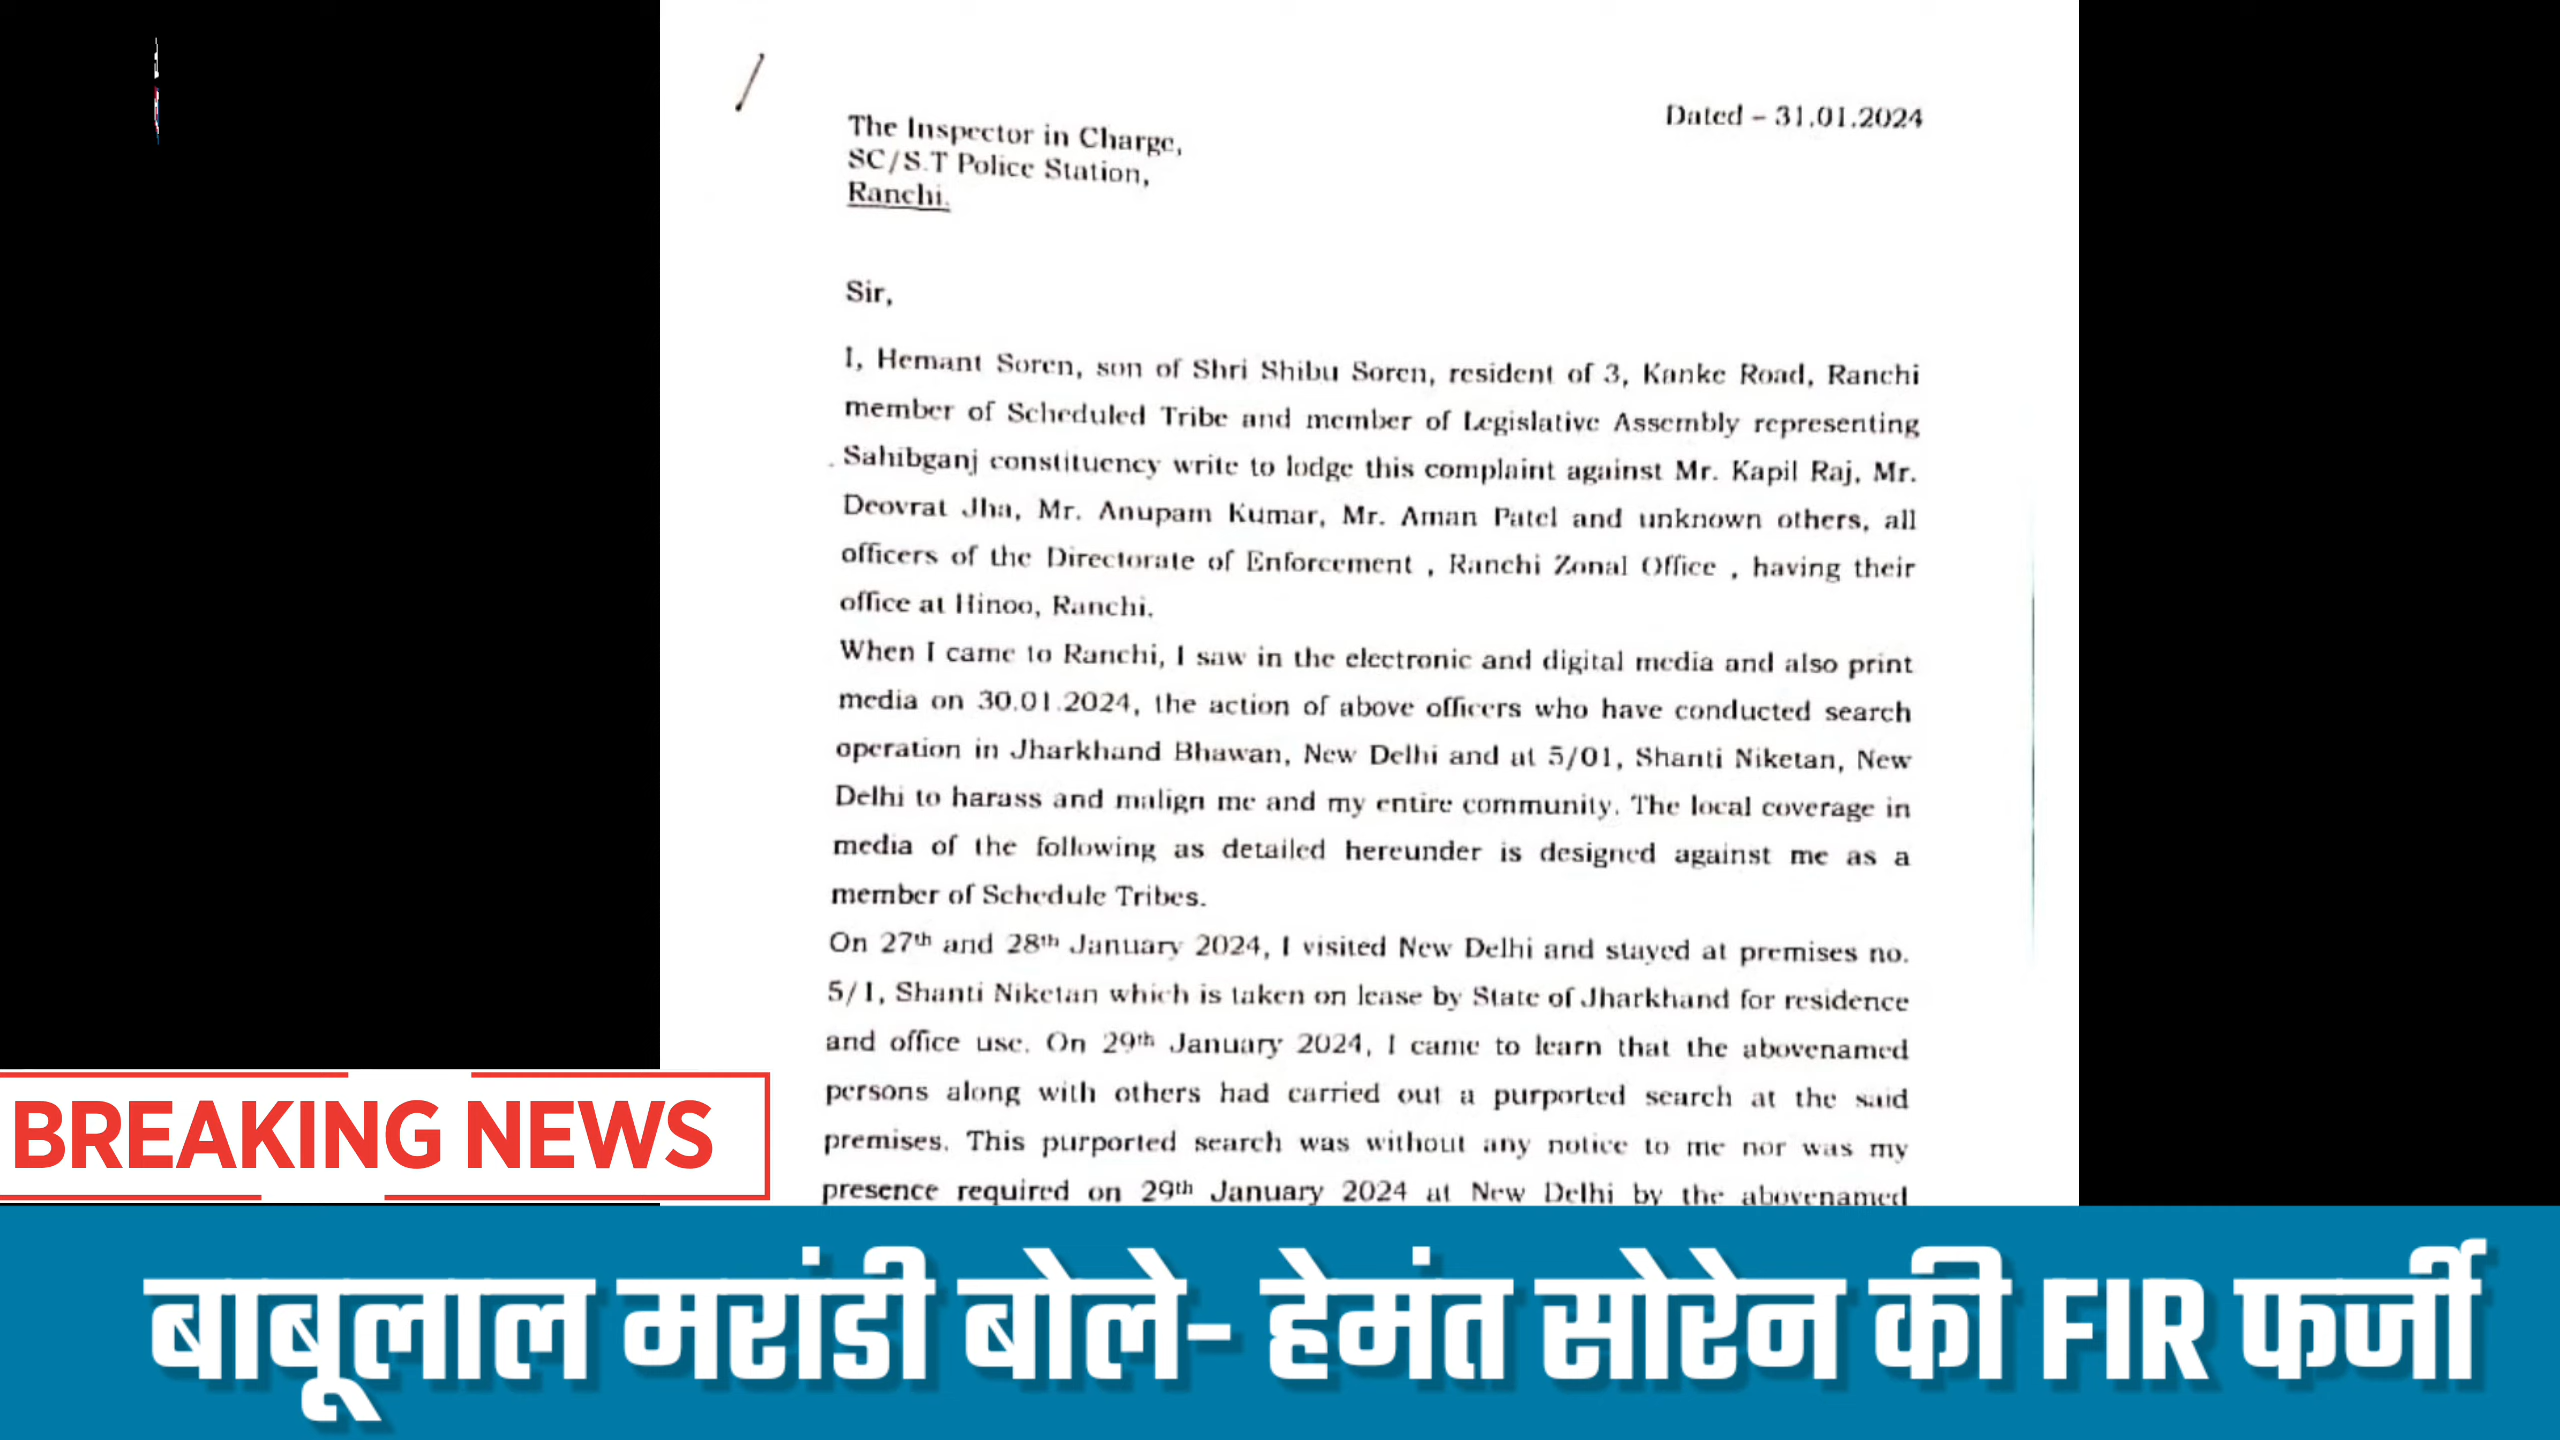 Dated – 31.01.2024
The Inspector in Charge,
SC/S.T Police Station,
Ranchi.
Sir,
I, Hemant Soren, son of Shri Shibu Soren, resident of 3, Kanke Road, Ranchi
member of Scheduled Tribe and member of Legislative Assembly representing
Sahibganj constituency write to lodge this complaint against Mr. Kapil Raj, Mr.
Deovrat Jha, Mr. Anupam Kumar, Mr. Aman Patel and unknown others, all
officers of the Directorate of Enforcement , Ranchi Zonal Office , having their
office at Hinoo, Ranchi.
When I came to Ranchi, I saw in the electronic and digital media and also print
media on 30.01.2024, the action of above officers who have conducted search
operation in Jharkhand Bhawan, New Delhi and at 5/01, Shanti Niketan, New
Delhi to harass and malign me and my entire community. The local coverage in
media of the following as detailed hereunder is designed against me as a
member of Schedule Tribes.
On 27th and 28th January 2024, I visited New Delhi and stayed at premises no.
5/1, Shanti Niketan which is taken on lease by State of Jharkhand for residence
and office use. On 29th January 2024, I came to learn that the abovenamed
persons along with others had carried out a purported search at the said
premises. This purported search was without any notice to me nor was my
presence required on 29th January 2024 at New Delhi by the abovenamed
BREAKING NEWS
बाबूलाल मरांडी बोले- हेमंत सोरेन की FIR फर्जी